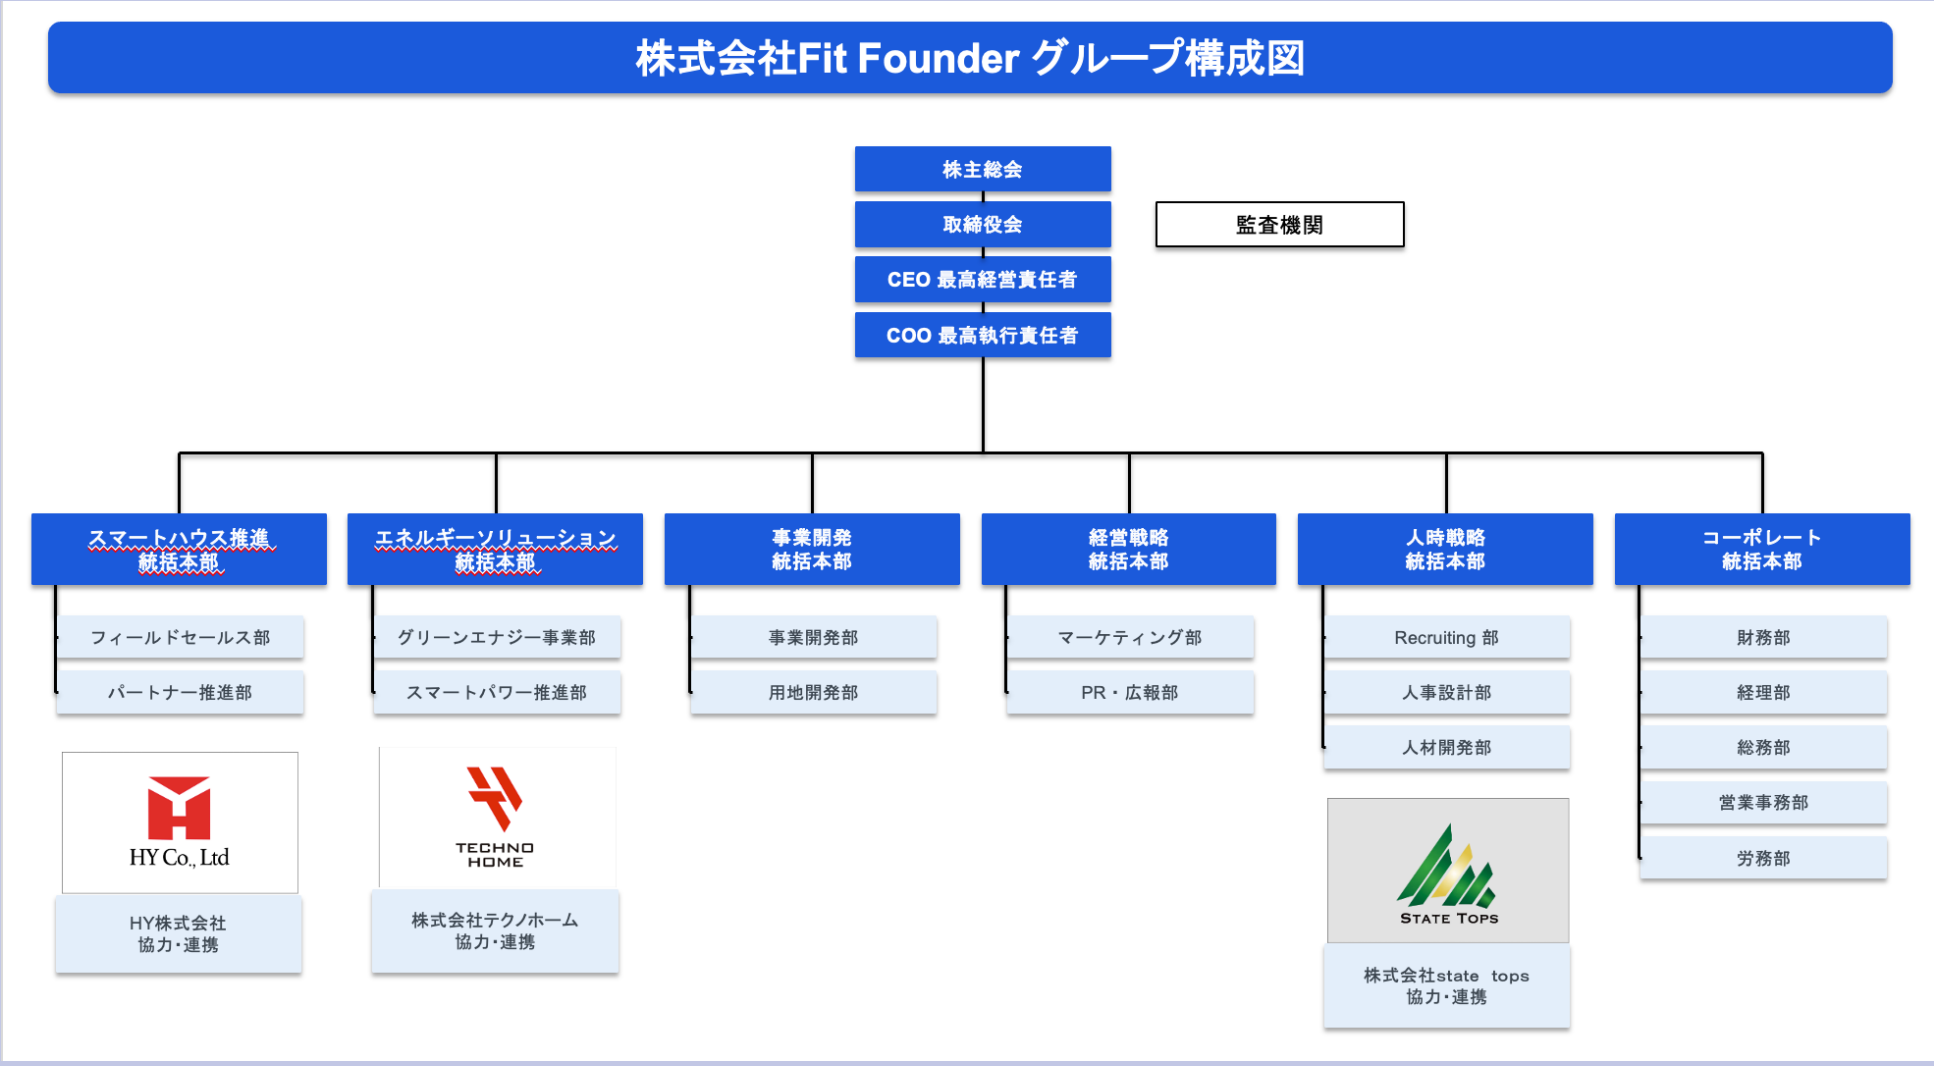 株式会社Fit Founder グループ構成図
株主総会
取締役会
監査機関
CEO 最高経営責任者
COO 最高執行責任者
スマートハウス推進
統括本部
フィールドセールス部
パートナー推進部
HY Co., Ltd
HY株式会社
協力・連携
エネルギーソリューション
統括本部
グリーンエナジー事業部
スマートパワー推進部
TECHNO
HOME
株式会社テクノホーム
協力・連携
事業開発
統括本部
事業開発部
用地開発部
経営戦略
統括本部
マーケティング部
PR・広報部
人時戦略
統括本部
Recruiting 部
人事設計部
人材開発部
STATE TOPS
株式会社state　tops
協力・連携
コーポレート
統括本部
財務部
経理部
総務部
営業事務部
労務部